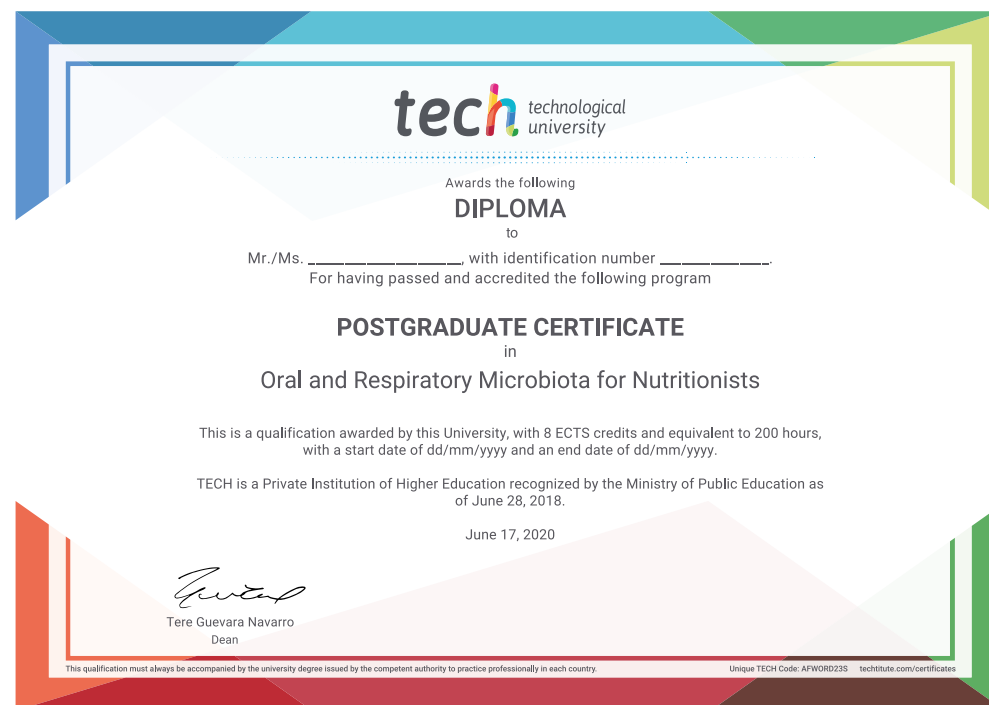 tech technological
university
Awards the following
DIPLOMA
to
Mr./Ms. ____________________, with identification number ______________.
For having passed and accredited the following program
POSTGRADUATE CERTIFICATE
in
Oral and Respiratory Microbiota for Nutritionists
This is a qualification awarded by this University, with 8 ECTS credits and equivalent to 200 hours,
with a start date of dd/mm/yyyy and an end date of dd/mm/yyyy.
TECH is a Private Institution of Higher Education recognized by the Ministry of Public Education as
of June 28, 2018.
June 17, 2020
Tere Guevara Navarro
Dean
This qualification must always be accompanied by the university degree issued by the competent authority to practice professionally in each country.
Unique TECH Code: AFWORD23S techtitute.com/certificates